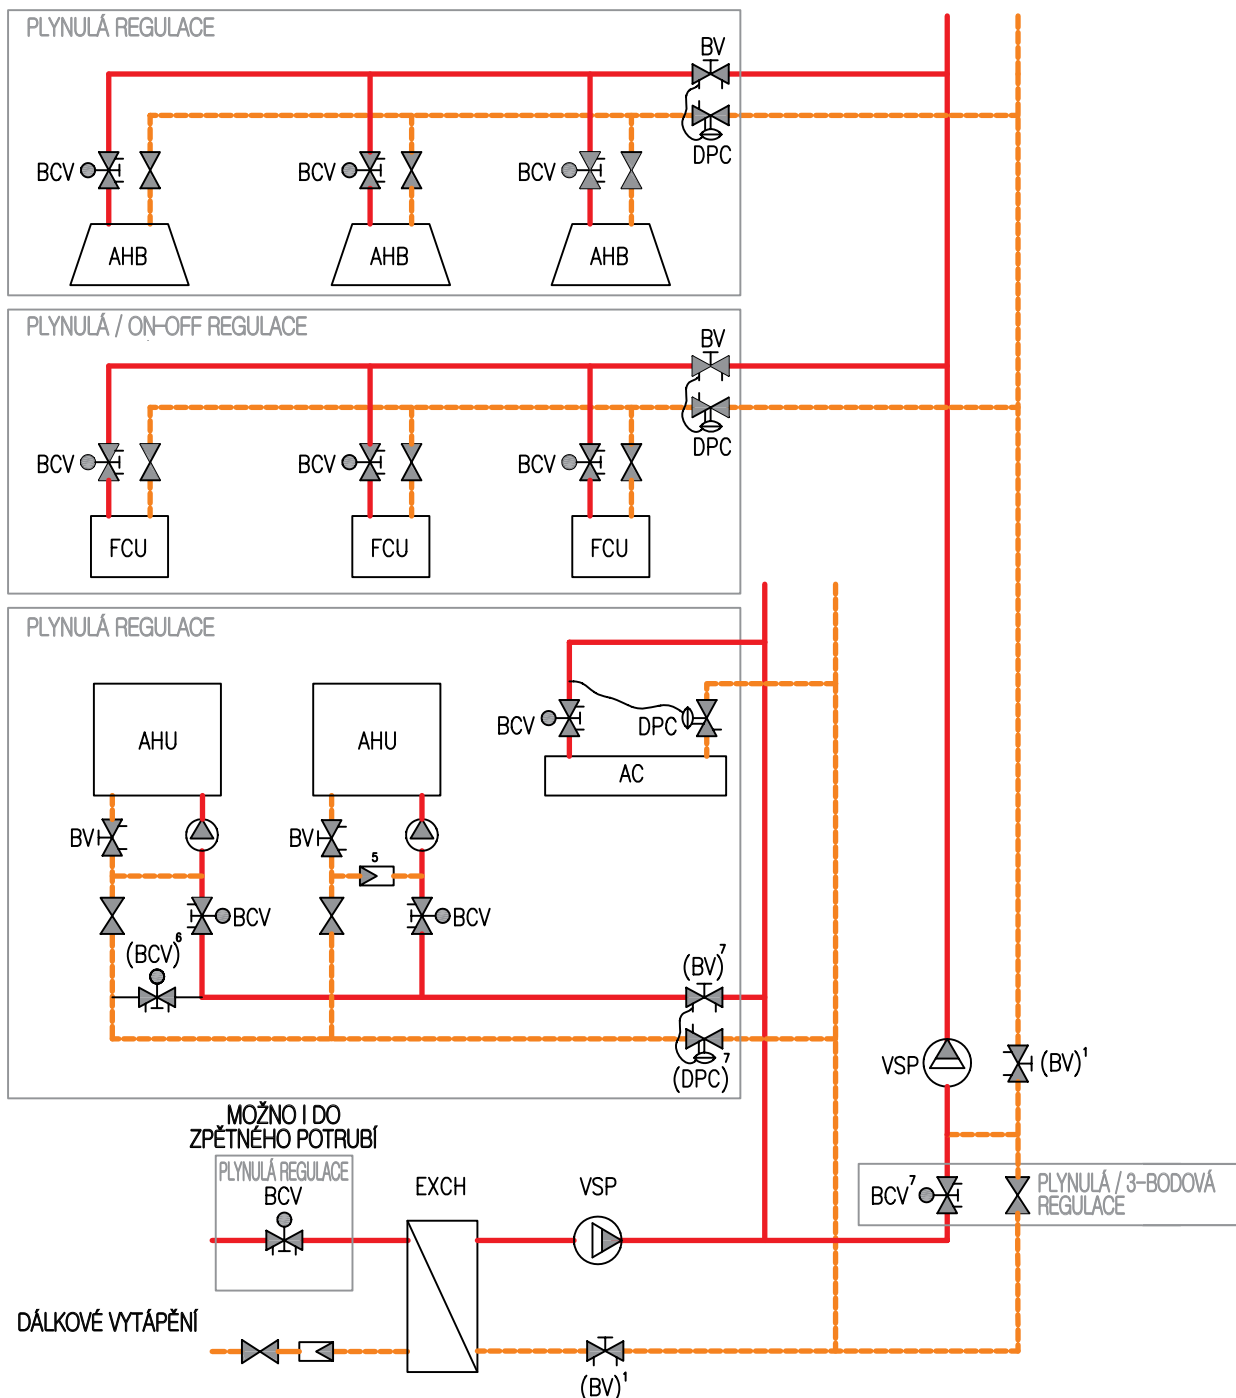 PLYNULÁ REGULACE
BV
DPC
BCV
BCV
BCV
AHB
AHB
AHB
PLYNULÁ / ON-OFF REGULACE
BV
DPC
BCV
BCV
BCV
FCU
FCU
FCU
PLYNULÁ REGULACE
AHU
AHU
BCV
DPC
AC
BV
BV
5
BCV
BCV
(BCV)⁶
(BV)⁷
(DPC)⁷
VSP
(BV)¹
MOŽNO I DO
ZPĚTNÉHO POTRUBÍ
PLYNULÁ REGULACE
BCV
EXCH
VSP
BCV⁷
PLYNULÁ / 3-BODOVÁ
REGULACE
DÁLKOVÉ VYTÁPĚNÍ
(BV)¹